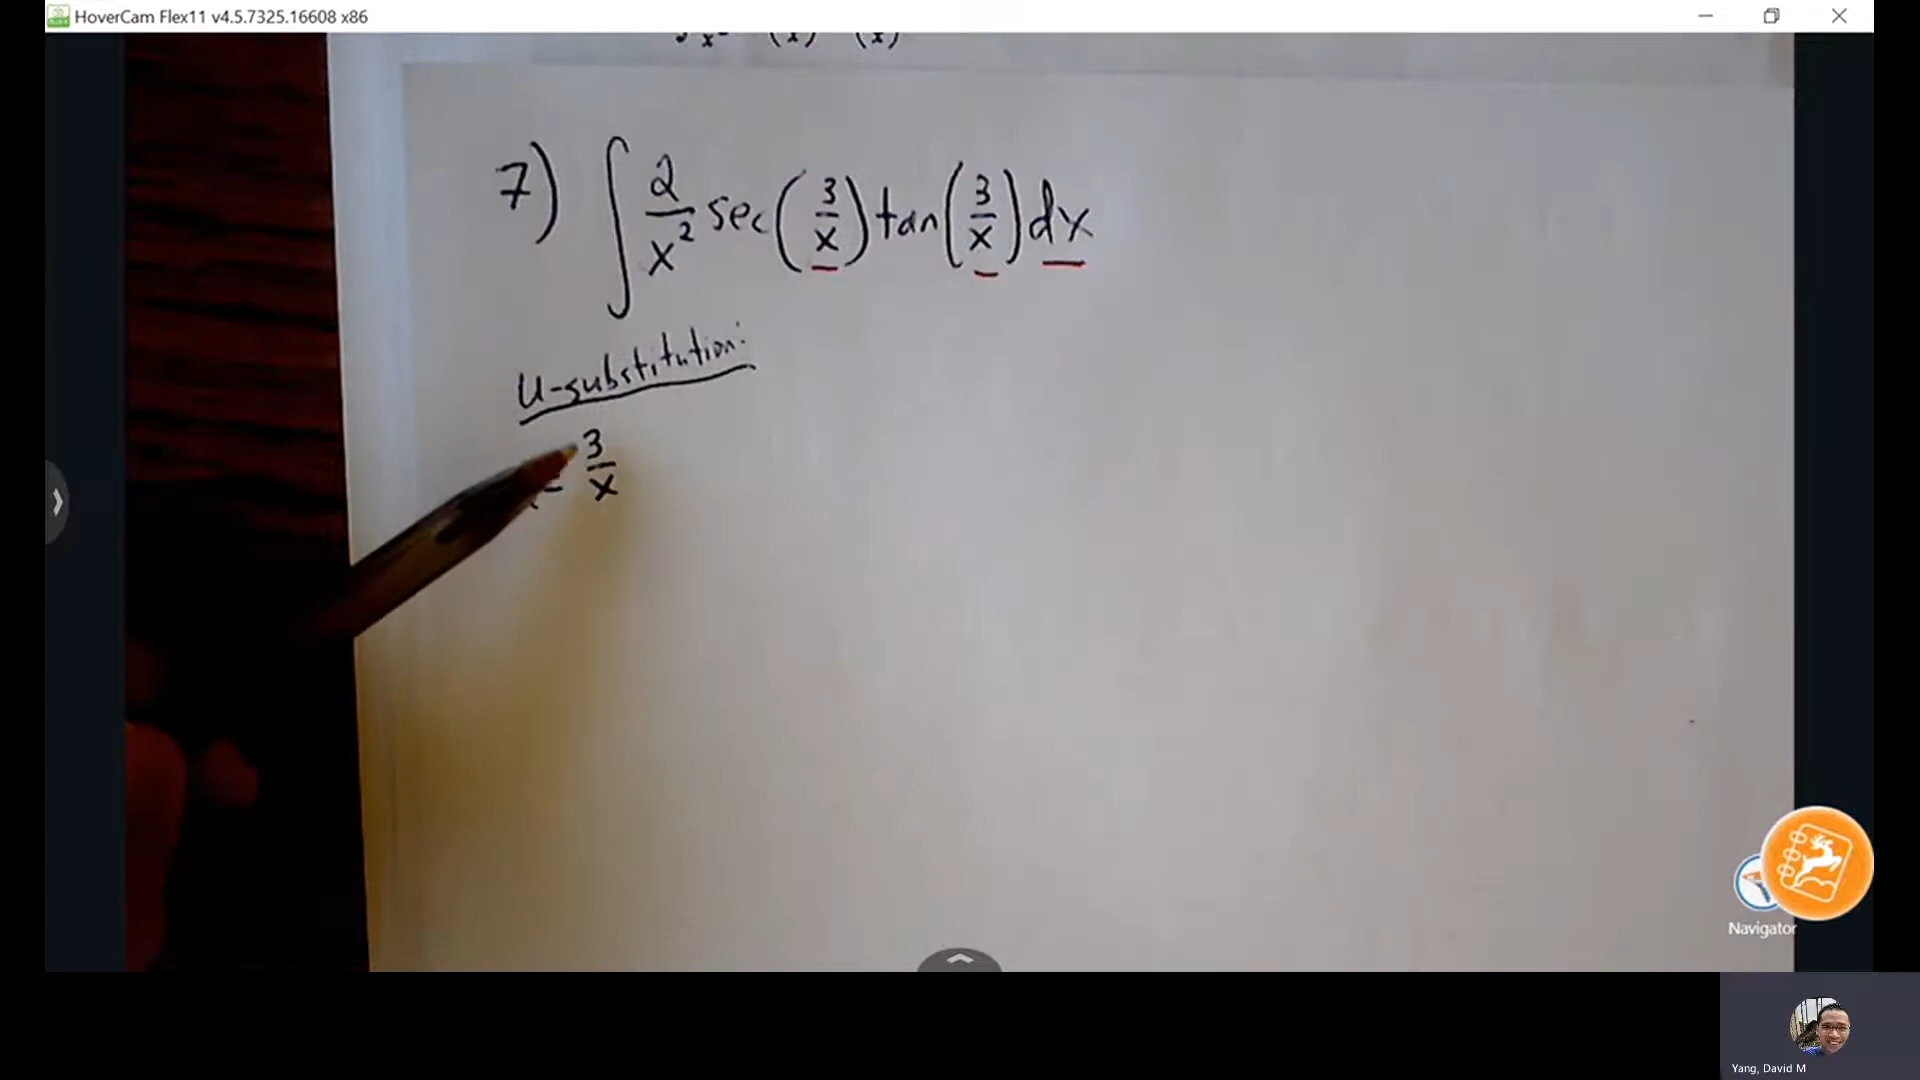 HoverCam Flex11 v4.5.7325.16608 x86
7) ∫ 2/x² sec(3/x) tan(3/x) dx
u-substitution:
= 3/x
Navigator
Yang, David M